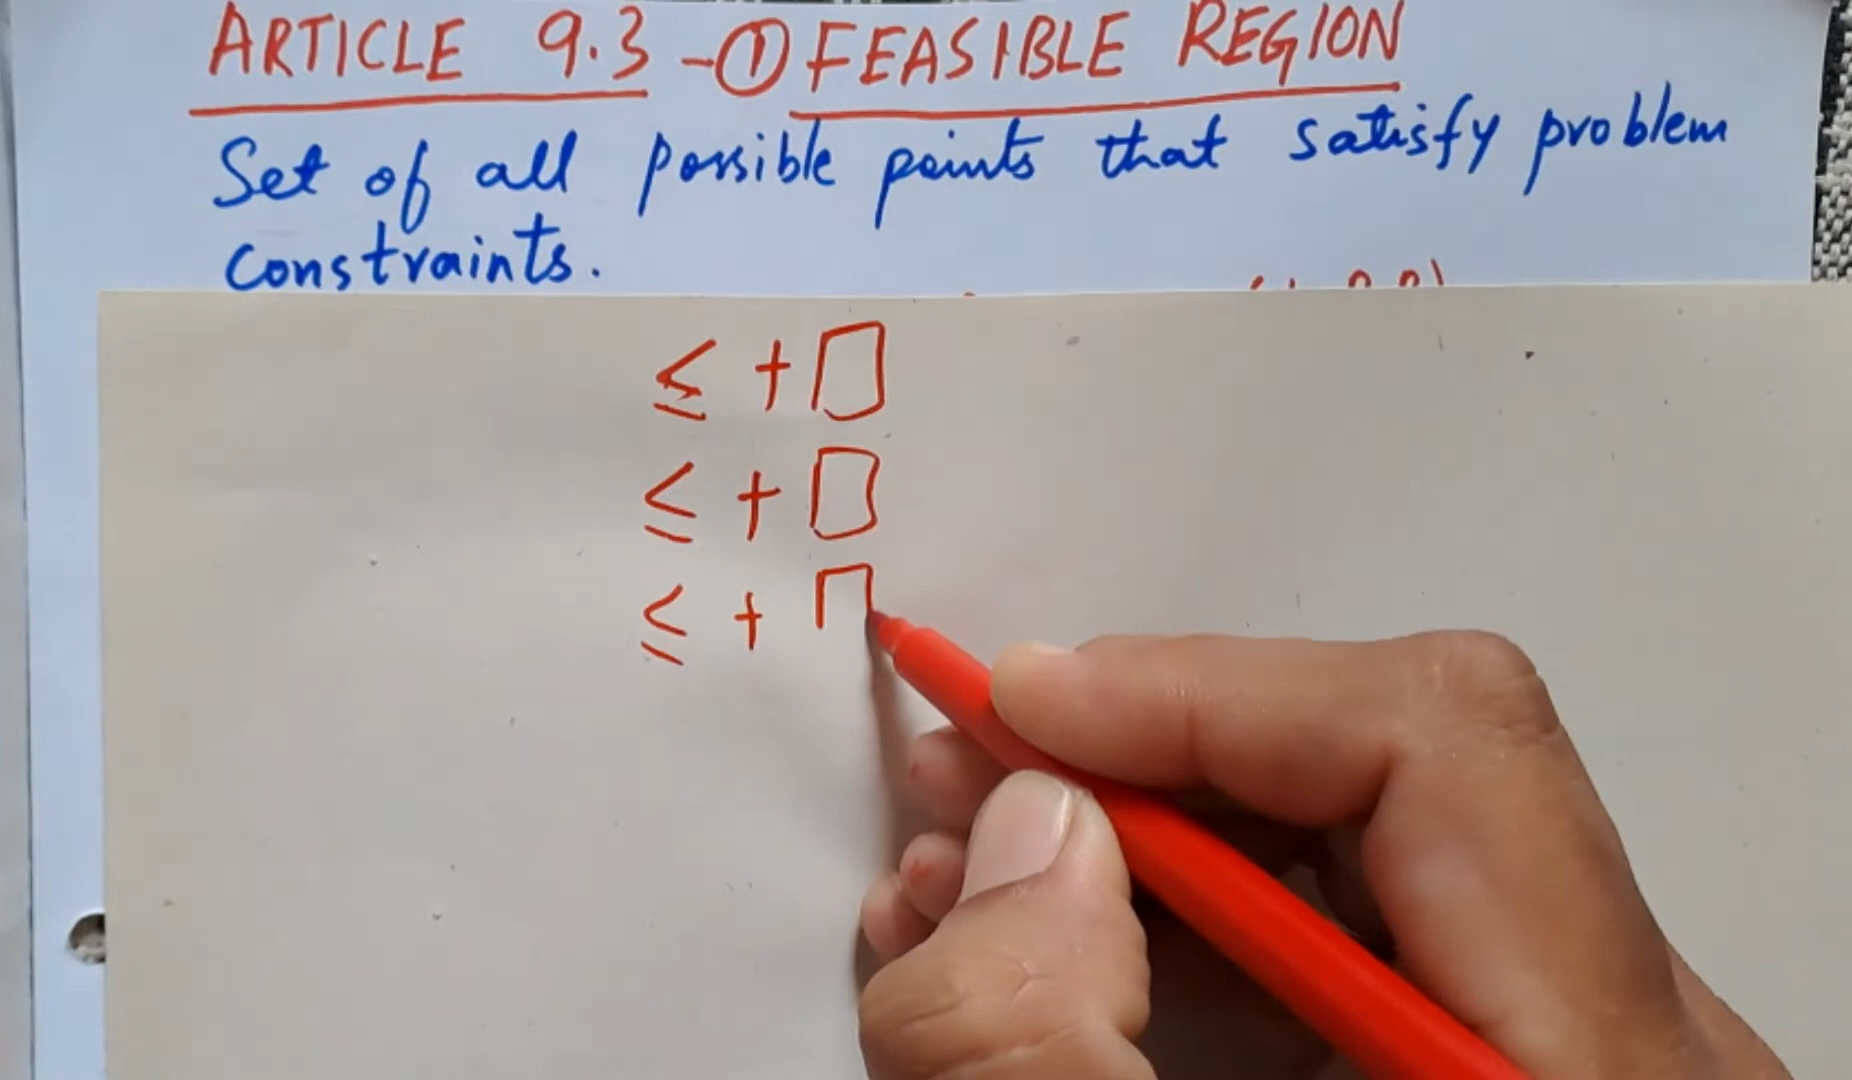 ARTICLE 9.3 - ① FEASIBLE REGION
Set of all possible points that satisfy problem
constraints.
≤ + □
≤ + □
≤ +